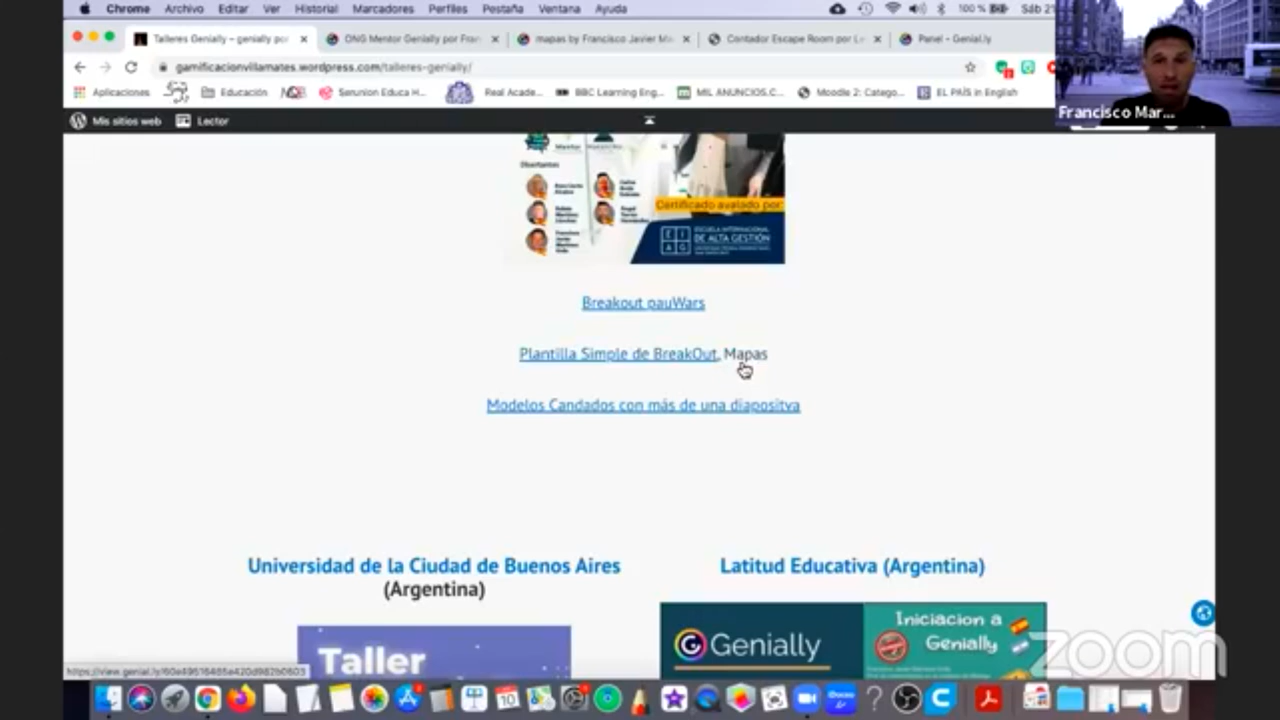 Chrome Archivo Editar Ver Historial Marcadores Perfiles Pestaña Ventana Ayuda 100 % Sáb
Talleres Genially – genially por ONG Mentor Genially por Fran mapas by Francisco Javier Ma Contador Escape Room por Le Panel - Genial.ly
gamificacionvillamates.wordpress.com/talleres-genially/
Aplicaciones Educación Serunion Educa H... Real Acade... BBC Learning Eng... MIL ANUNCIOS.C... Moodle 2: Catego... EL PAÍS in English
Francisco Mar...
Mis sitios web Lector
Disertantes
Certificado avalado por:
ESCUELA INTERNACIONAL
DE ALTA GESTIÓN
Breakout pauWars
Plantilla Simple de BreakOut, Mapas
Modelos Candados con más de una diapositva
Universidad de la Ciudad de Buenos Aires
(Argentina)
Latitud Educativa (Argentina)
Taller
Genially
Iniciacion a
Genially
zoom